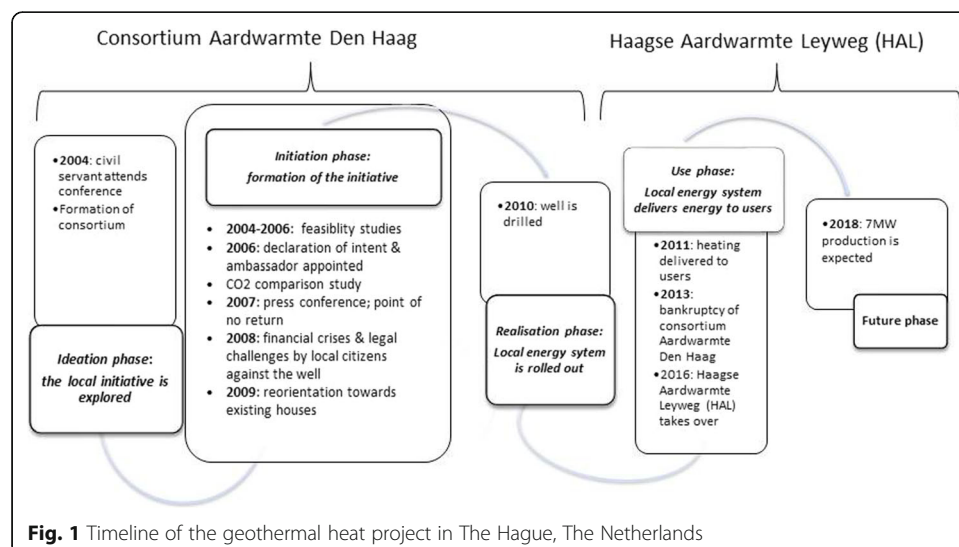 Consortium Aardwarmte Den Haag
Haagse Aardwarmte Leyweg (HAL)
•2004: civil
servant attends
conference
•Formation of
consortium
Ideation phase:
the local initiative is
explored
Initiation phase:
formation of the initiative
• 2004-2006: feasiblity studies
• 2006: declaration of intent &
ambassador appointed
• CO2 comparison study
• 2007: press conference; point of
no return
• 2008: financial crises & legal
challenges by local citizens
against the well
• 2009: reorientation towards
existing houses
•2010: well is
drilled
Realisation phase:
Local energy sytem
is rolled out
Use phase:
Local energy system
delivers energy to users
•2011: heating
delivered to
users
•2013:
bankruptcy of
consortium
Aardwarmte
Den Haag
•2016: Haagse
Aardwarmte
Leyweg (HAL)
takes over
•2018: 7MW
production is
expected
Future phase
Fig. 1 Timeline of the geothermal heat project in The Hague, The Netherlands